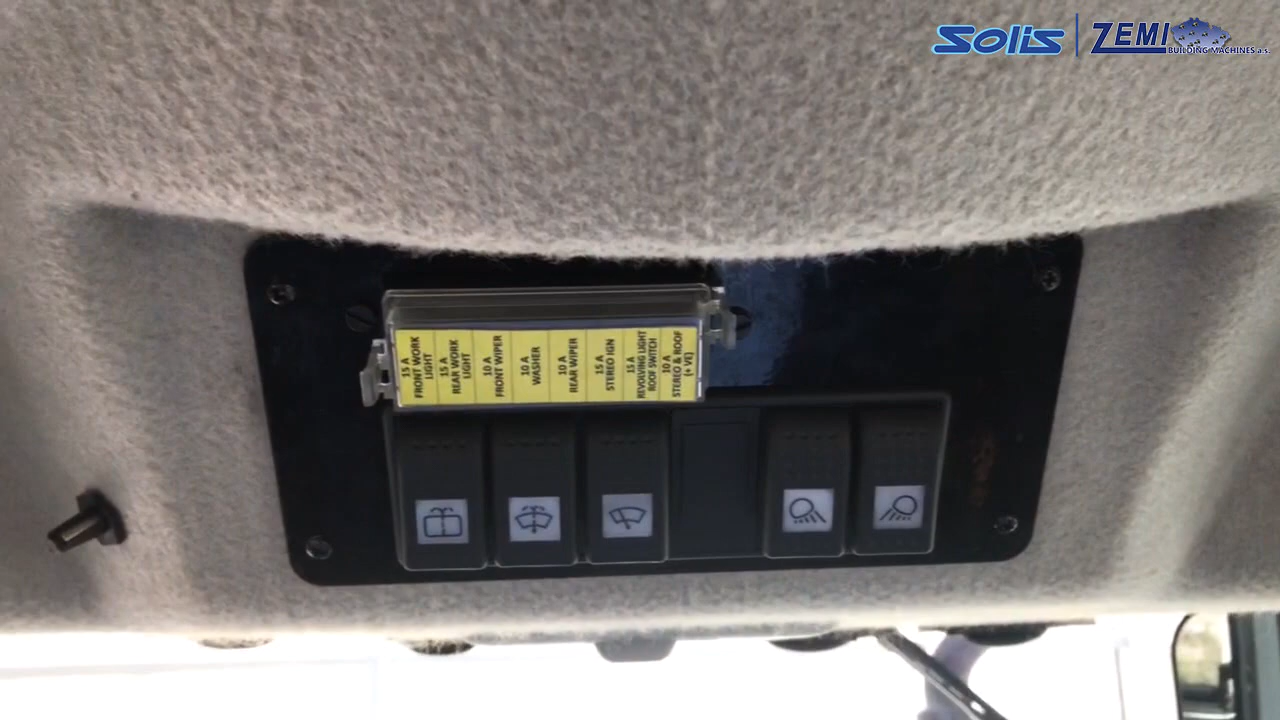 Solis
ZEMI
BUILDING MACHINES a.s.
15 A
FRONT WORK
LIGHT
15 A
REAR WORK
LIGHT
10 A
FRONT WIPER
10 A
WASHER
10 A
REAR WIPER
15 A
STEREO IGN
15 A
REVOLVING LIGHT
ROOF SWITCH
10 A
STEREO & ROOF
(+ VE)